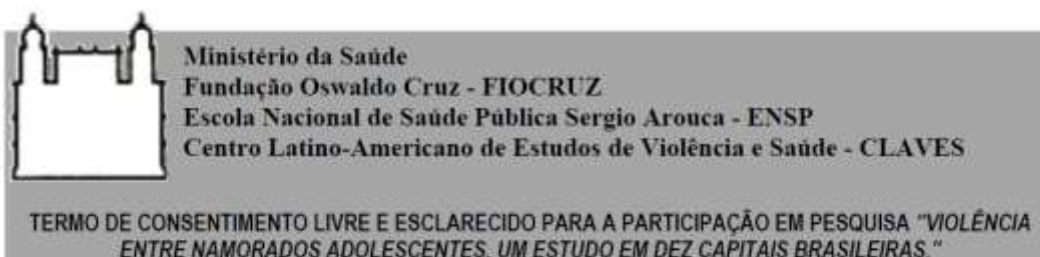 Ministério da Saúde
Fundação Oswaldo Cruz - FIOCRUZ
Escola Nacional de Saúde Pública Sergio Arouca - ENSP
Centro Latino-Americano de Estudos de Violência e Saúde - CLAVES
TERMO DE CONSENTIMENTO LIVRE E ESCLARECIDO PARA A PARTICIPAÇÃO EM PESQUISA "VIOLÊNCIA
ENTRE NAMORADOS ADOLESCENTES. UM ESTUDO EM DEZ CAPITAIS BRASILEIRAS."